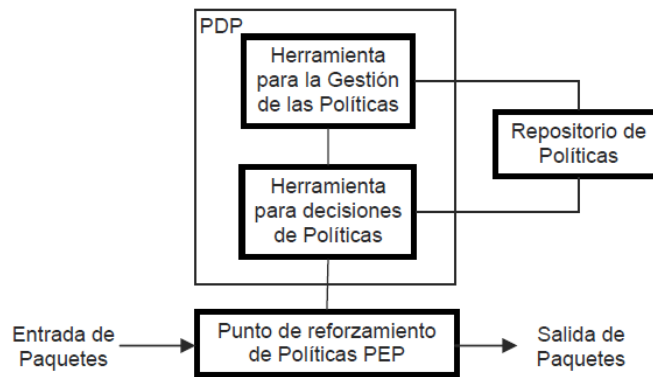 PDP
Herramienta
para la Gestión
de las Políticas
Repositorio de
Políticas
Herramienta
para decisiones
de Políticas
Entrada de
Paquetes
Punto de reforzamiento
de Políticas PEP
Salida de
Paquetes